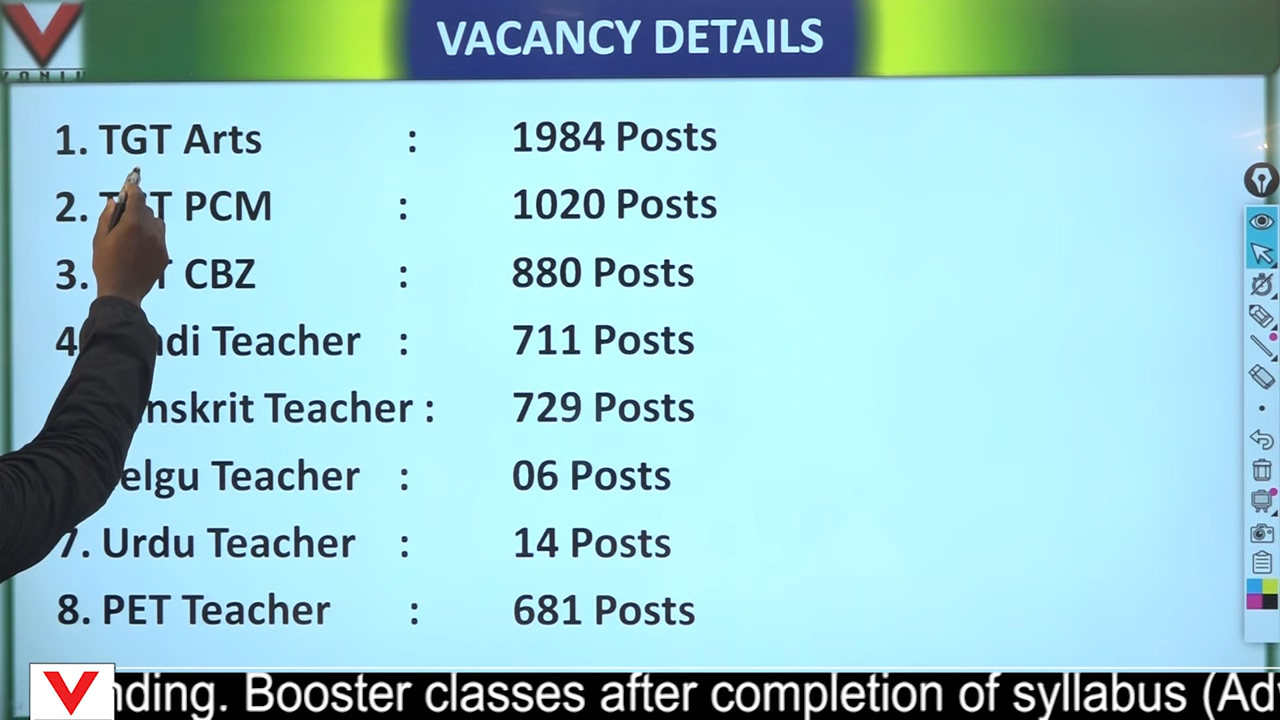 VACANCY DETAILS
1. TGT Arts : 1984 Posts
2. T PCM : 1020 Posts
3. T CBZ : 880 Posts
4 di Teacher : 711 Posts
nskrit Teacher : 729 Posts
elgu Teacher : 06 Posts
7. Urdu Teacher : 14 Posts
8. PET Teacher : 681 Posts
nding. Booster classes after completion of syllabus (Ad